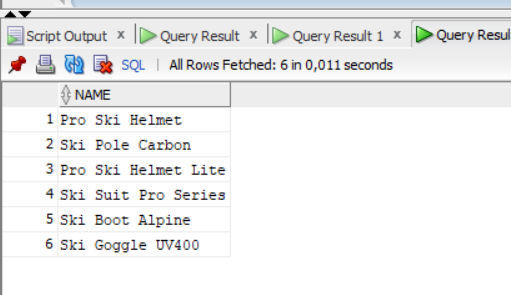 Script Output x Query Result x Query Result 1 x Query Resul
SQL | All Rows Fetched: 6 in 0,011 seconds
NAME
1 Pro Ski Helmet
2 Ski Pole Carbon
3 Pro Ski Helmet Lite
4 Ski Suit Pro Series
5 Ski Boot Alpine
6 Ski Goggle UV400